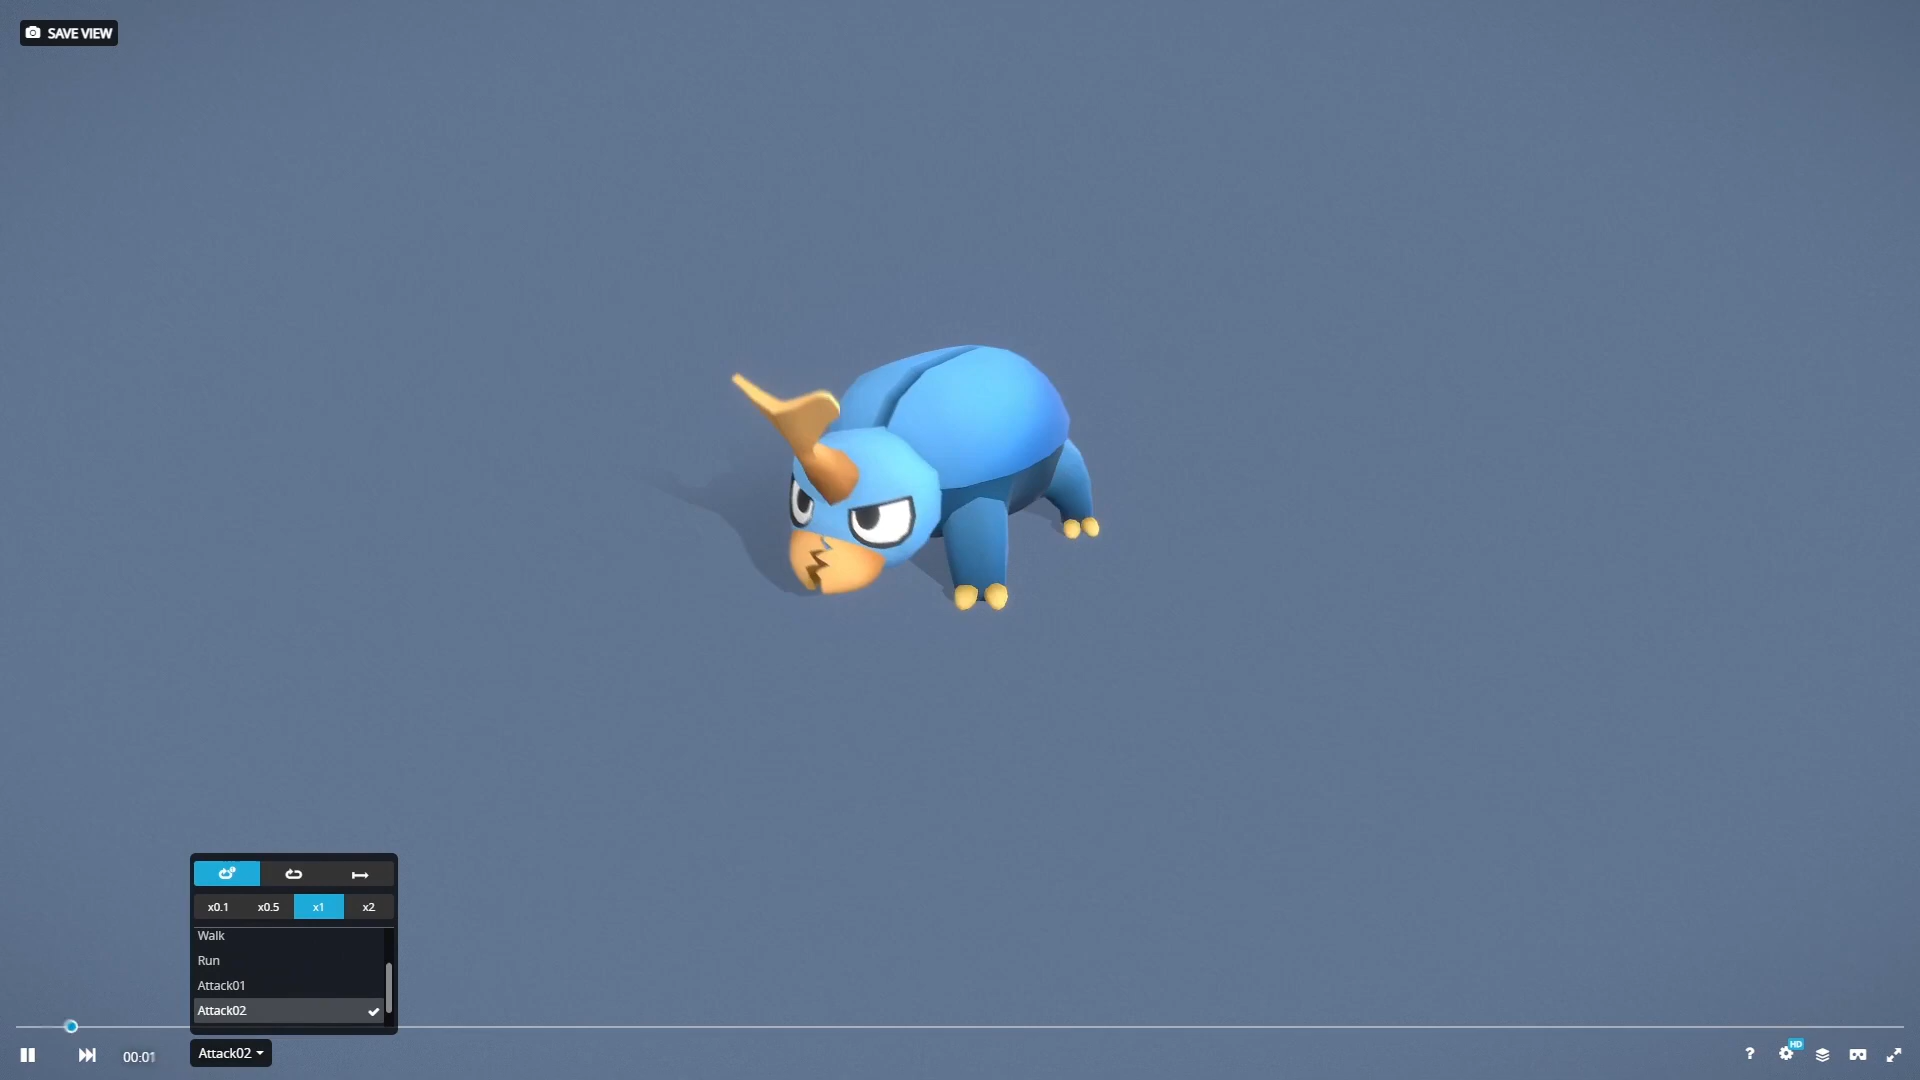 SAVE VIEW
x0.1 x0.5 x1 x2
Walk
Run
Attack01
Attack02
00:01 Attack02 ? HD